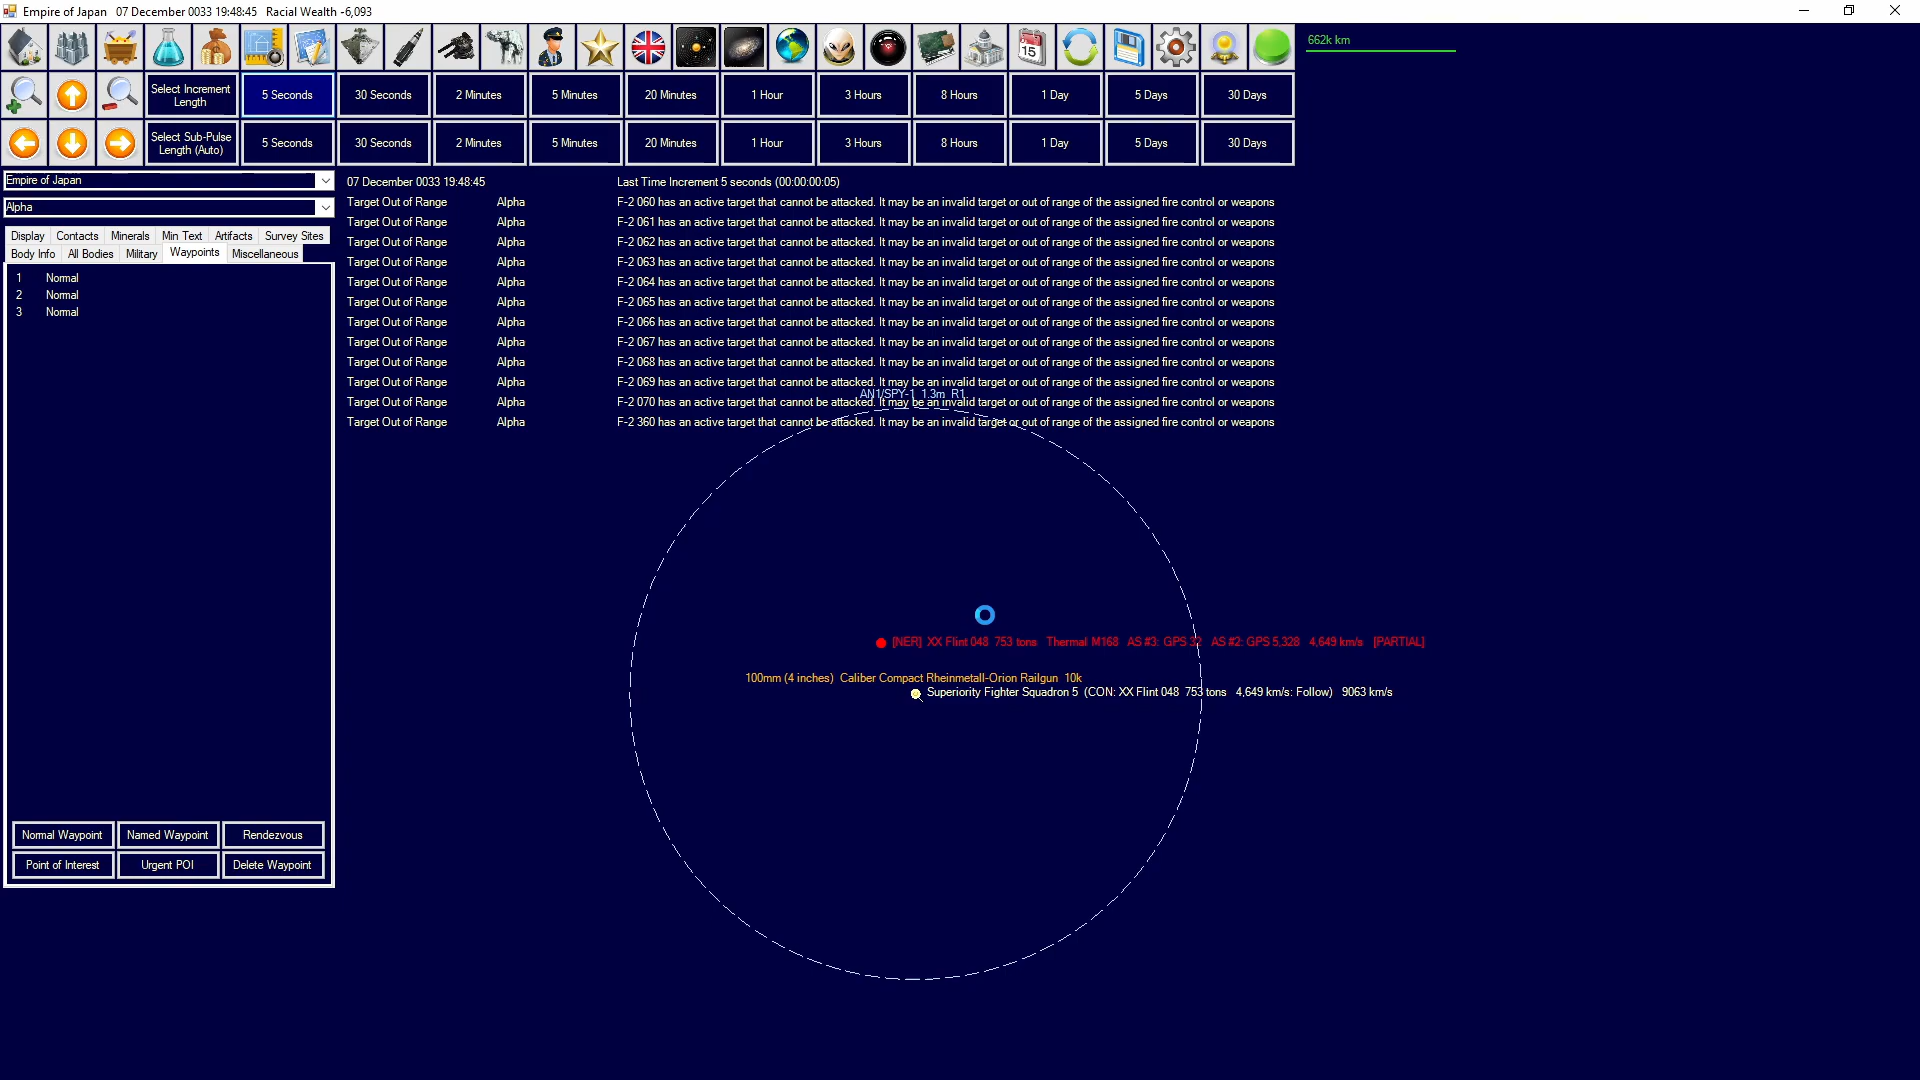 Empire of Japan   07 December 0033 19:48:45   Racial Wealth -6,093
15
662k km
Select Increment Length
5 Seconds
30 Seconds
2 Minutes
5 Minutes
20 Minutes
1 Hour
3 Hours
8 Hours
1 Day
5 Days
30 Days
Select Sub-Pulse Length (Auto)
5 Seconds
30 Seconds
2 Minutes
5 Minutes
20 Minutes
1 Hour
3 Hours
8 Hours
1 Day
5 Days
30 Days
Empire of Japan
Alpha
Display   Contacts   Minerals   Min Text   Artifacts   Survey Sites
Body Info   All Bodies   Military   Waypoints   Miscellaneous
1   Normal
2   Normal
3   Normal
Normal Waypoint   Named Waypoint   Rendezvous
Point of Interest   Urgent POI   Delete Waypoint
07 December 0033 19:48:45   Last Time Increment 5 seconds (00:00:00:05)
Target Out of Range   Alpha   F-2 060 has an active target that cannot be attacked. It may be an invalid target or out of range of the assigned fire control or weapons
Target Out of Range   Alpha   F-2 061 has an active target that cannot be attacked. It may be an invalid target or out of range of the assigned fire control or weapons
Target Out of Range   Alpha   F-2 062 has an active target that cannot be attacked. It may be an invalid target or out of range of the assigned fire control or weapons
Target Out of Range   Alpha   F-2 063 has an active target that cannot be attacked. It may be an invalid target or out of range of the assigned fire control or weapons
Target Out of Range   Alpha   F-2 064 has an active target that cannot be attacked. It may be an invalid target or out of range of the assigned fire control or weapons
Target Out of Range   Alpha   F-2 065 has an active target that cannot be attacked. It may be an invalid target or out of range of the assigned fire control or weapons
Target Out of Range   Alpha   F-2 066 has an active target that cannot be attacked. It may be an invalid target or out of range of the assigned fire control or weapons
Target Out of Range   Alpha   F-2 067 has an active target that cannot be attacked. It may be an invalid target or out of range of the assigned fire control or weapons
Target Out of Range   Alpha   F-2 068 has an active target that cannot be attacked. It may be an invalid target or out of range of the assigned fire control or weapons
Target Out of Range   Alpha   F-2 069 has an active target that cannot be attacked. It may be an invalid target or out of range of the assigned fire control or weapons
AN1/SPY-1  1.3m  R1
Target Out of Range   Alpha   F-2 070 has an active target that cannot be attacked. It may be an invalid target or out of range of the assigned fire control or weapons
Target Out of Range   Alpha   F-2 360 has an active target that cannot be attacked. It may be an invalid target or out of range of the assigned fire control or weapons
[NER]  XX Flint 048  753 tons   Thermal M168   AS #3: GPS 32   AS #2: GPS 5,328   4,649 km/s   [PARTIAL]
100mm (4 inches)  Caliber Compact Rheinmetall-Orion Railgun  10k
Superiority Fighter Squadron 5  (CON: XX Flint 048  753 tons   4,649 km/s: Follow)   9063 km/s